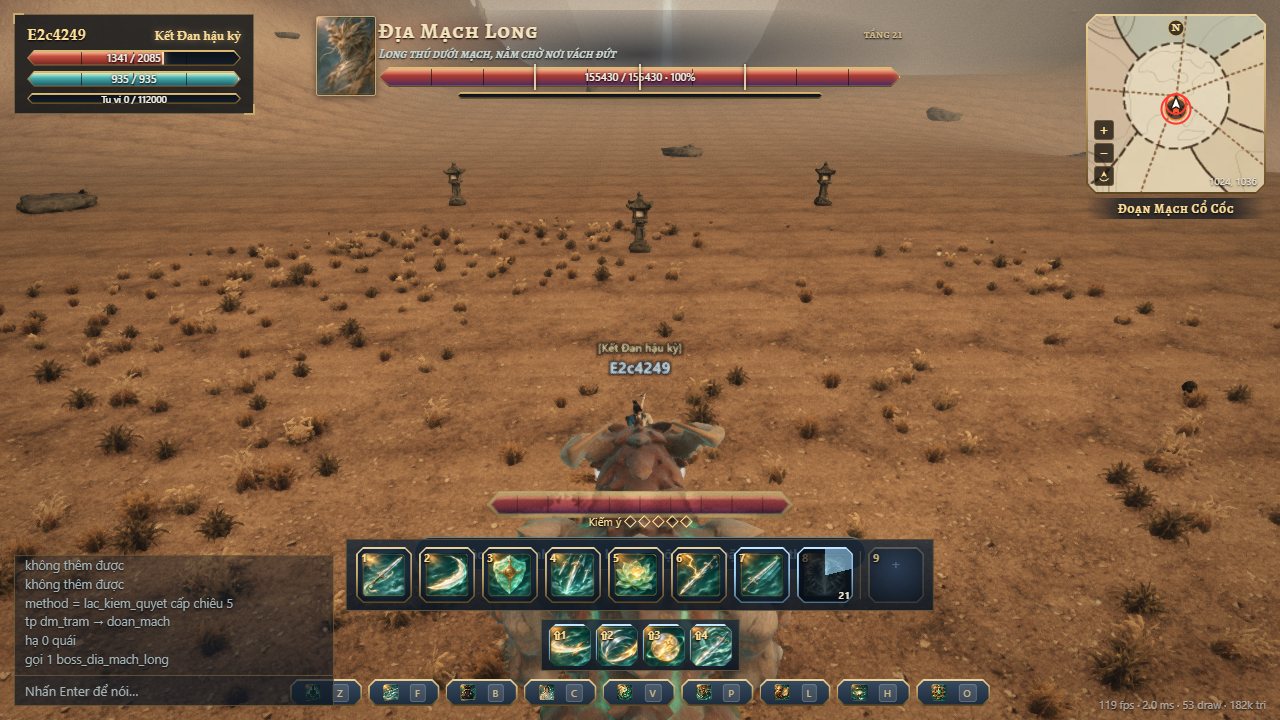 E2c4249
Kết Đan hậu kỳ
1341 / 2085
935 / 935
Tu vi 0 / 112000
Địa Mạch Long
Long thú dưới mạch, nằm chờ nơi vách đứt
TẦNG 21
155430 / 155430 · 100%
N
+
−
1024, 1036
Đoạn Mạch Cổ Cốc
[Kết Đan hậu kỳ]
E2c4249
Kiếm ý
1 2 3 4 5 6 7 8 9
21
+
⇧1 ⇧2 ⇧3 ⇧4
không thêm được
không thêm được
method = lac_kiem_quyet cấp chiêu 5
tp dm_tram → doan_mach
hạ 0 quái
gọi 1 boss_dia_mach_long
Nhấn Enter để nói...
Z F B C V P L H O
119 fps · 2.0 ms · 53 draw · 182k tri